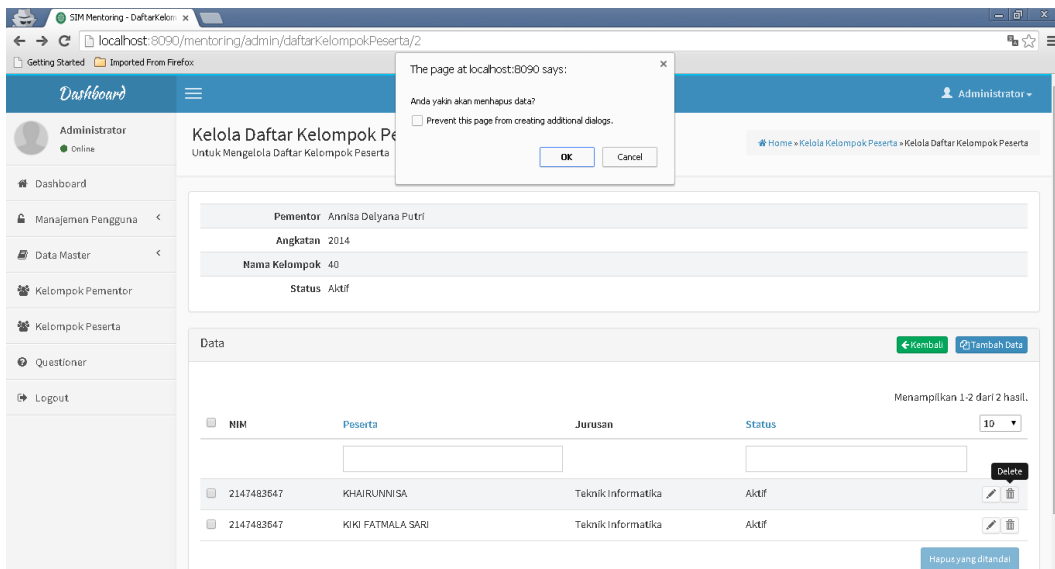 SIM Mentoring - DaftarKelom
localhost:8090/mentoring/admin/daftarKelompokPeserta/2
Getting Started Imported From Firefox
The page at localhost:8090 says:
Anda yakin akan menhapus data?
Prevent this page from creating additional dialogs.
OK Cancel
Dashboard
Administrator
Administrator
Online
Kelola Daftar Kelompok Pe
Untuk Mengelola Daftar Kelompok Peserta
Home » Kelola Kelompok Peserta » Kelola Daftar Kelompok Peserta
Dashboard
Manajemen Pengguna
Data Master
Kelompok Pementor
Kelompok Peserta
Questioner
Logout
Pementor Annisa Delyana Putri
Angkatan 2014
Nama Kelompok 40
Status Aktif
Data
Kembali Tambah Data
Menampilkan 1-2 dari 2 hasil.
NIM Peserta Jurusan Status 10
Delete
2147483647 KHAIRUNNISA Teknik Informatika Aktif
2147483647 KIKI FATMALA SARI Teknik Informatika Aktif
Hapus yang ditandai